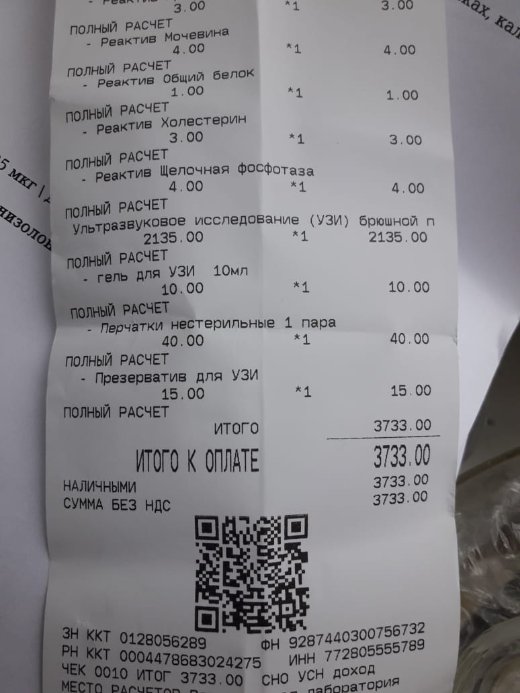 3.00 *1 3.00
ПОЛНЫЙ РАСЧЕТ
- Реактив Мочевина
4.00 *1 4.00
ПОЛНЫЙ РАСЧЕТ
- Реактив Общий белок
1.00 *1 1.00
ПОЛНЫЙ РАСЧЕТ
- Реактив Холестерин
3.00 *1 3.00
ПОЛНЫЙ РАСЧЕТ
- Реактив Щелочная фосфотаза
4.00 *1 4.00
ПОЛНЫЙ РАСЧЕТ
Ультразвуковое исследование (УЗИ) брюшной п
2135.00 *1 2135.00
ПОЛНЫЙ РАСЧЕТ
- гель для УЗИ 10мл
10.00 *1 10.00
ПОЛНЫЙ РАСЧЕТ
- Перчатки нестерильные 1 пара
40.00 *1 40.00
ПОЛНЫЙ РАСЧЕТ
- Презерватив для УЗИ
15.00 *1 15.00
ПОЛНЫЙ РАСЧЕТ
ИТОГО 3733.00
ИТОГО К ОПЛАТЕ 3733.00
НАЛИЧНЫМИ 3733.00
СУММА БЕЗ НДС 3733.00
ЗН ККТ 0128056289 ФН 9287440300756732
РН ККТ 0004478683024275 ИНН 772805555789
ЧЕК 0010 ИТОГ 3733.00 СНО УСН доход
МЕСТО РАСЧЕТОВ лаборатория
мкг